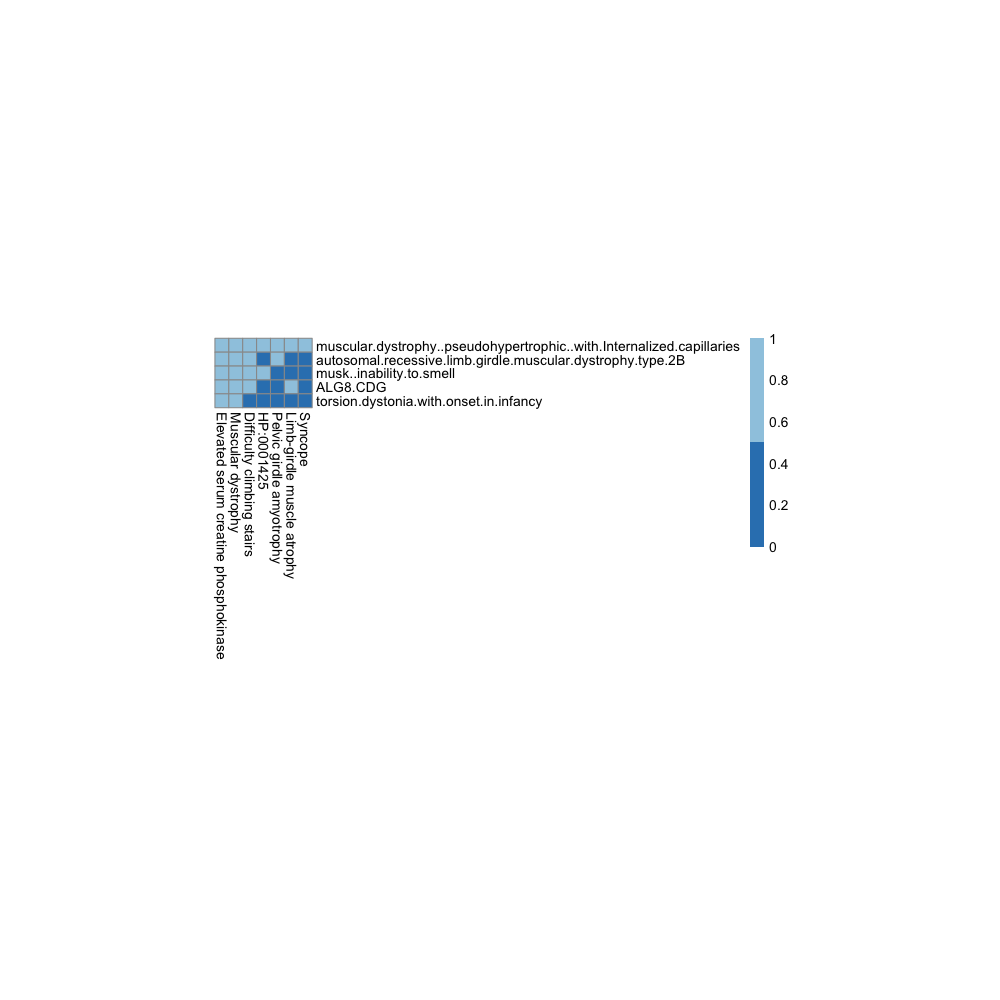 muscular.dystrophy..pseudohypertrophic..with.Internalized.capillaries
autosomal.recessive.limb.girdle.muscular.dystrophy.type.2B
musk..inability.to.smell
ALG8.CDG
torsion.dystonia.with.onset.in.infancy
Elevated serum creatine phosphokinase
Muscular dystrophy
Difficulty climbing stairs
HP:0001425
Pelvic girdle amyotrophy
Limb-girdle muscle atrophy
Syncope
1
0.8
0.6
0.4
0.2
0